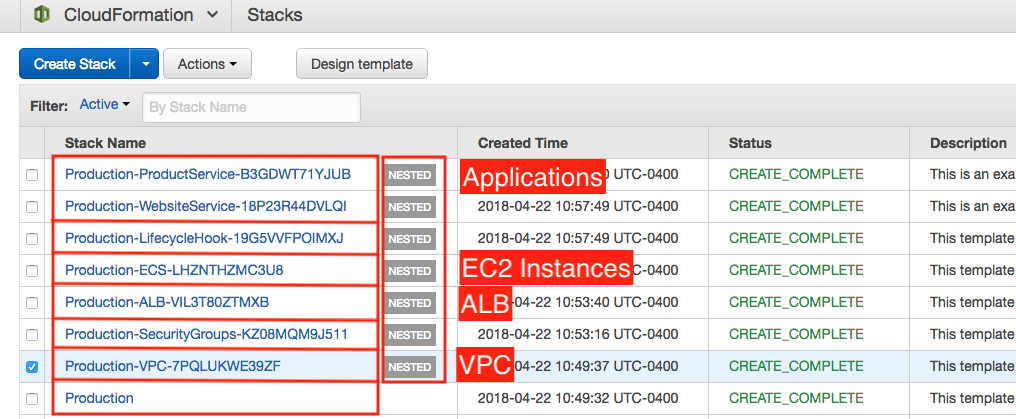 CloudFormation Stacks
Create Stack Actions Design template
Filter: Active By Stack Name
Stack Name Created Time Status Description
Production-ProductService-B3GDWT71YJUB NESTED Applications 0 UTC-0400 CREATE_COMPLETE This is an exa
Production-WebsiteService-18P23R44DVLQI NESTED 2018-04-22 10:57:49 UTC-0400 CREATE_COMPLETE This is an exa
Production-LifecycleHook-19G5VVFPOIMXJ NESTED 2018-04-22 10:57:49 UTC-0400 CREATE_COMPLETE This template
Production-ECS-LHZNTHZMC3U8 NESTED EC2 Instances UTC-0400 CREATE_COMPLETE This template
Production-ALB-VIL3T80ZTMXB NESTED ALB 04-22 10:53:40 UTC-0400 CREATE_COMPLETE This template
Production-SecurityGroups-KZ08MQM9J511 NESTED 2018-04-22 10:53:16 UTC-0400 CREATE_COMPLETE This template
Production-VPC-7PQLUKWE39ZF NESTED VPC 04-22 10:49:37 UTC-0400 CREATE_COMPLETE This template
Production 2018-04-22 10:49:32 UTC-0400 CREATE_COMPLETE This template